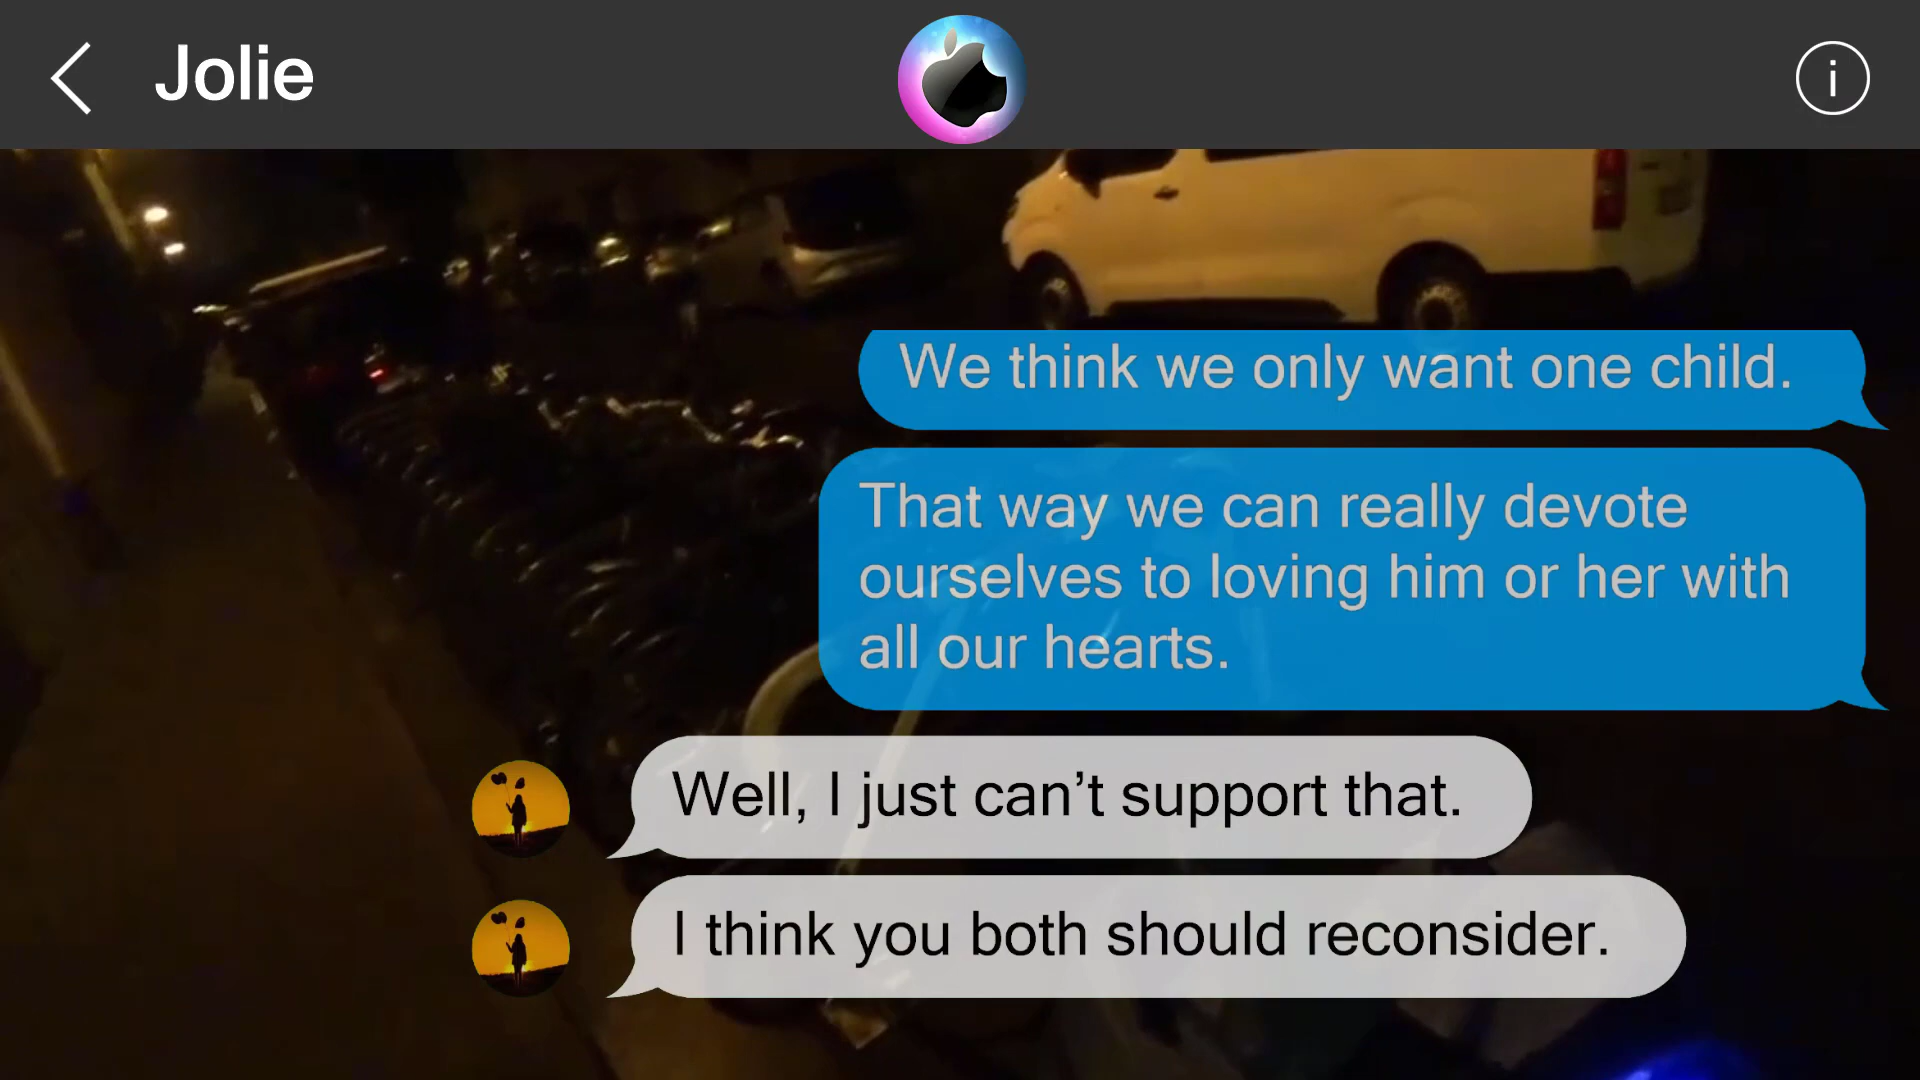 Jolie
i
We think we only want one child.
That way we can really devote
ourselves to loving him or her with
all our hearts.
Well, I just can’t support that.
I think you both should reconsider.